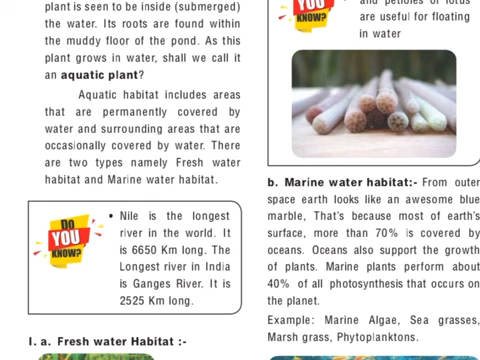 plant is seen to be inside (submerged)
the water. Its roots are found within
the muddy floor of the pond. As this
plant grows in water, shall we call it
an aquatic plant?
Aquatic habitat includes areas
that are permanently covered by
water and surrounding areas that are
occasionally covered by water. There
are two types namely Fresh water
habitat and Marine water habitat.
DO
YOU
KNOW?
• Nile is the longest
river in the world. It
is 6650 Km long. The
Longest river in India
is Ganges River. It is
2525 Km long.
I. a. Fresh water Habitat :-
YOU
KNOW?
and petioles of lotus
are useful for floating
in water
b. Marine water habitat:- From outer
space earth looks like an awesome blue
marble, That's because most of earth's
surface, more than 70% is covered by
oceans. Oceans also support the growth
of plants. Marine plants perform about
40% of all photosynthesis that occurs on
the planet.
Example: Marine Algae, Sea grasses,
Marsh grass, Phytoplanktons.